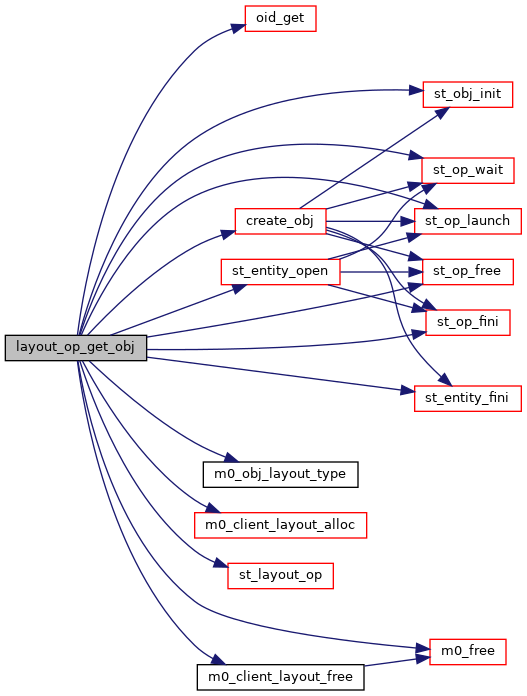 oid_get
st_obj_init
st_op_wait
create_obj
st_op_launch
st_entity_open
st_op_free
st_op_fini
layout_op_get_obj
st_entity_fini
m0_obj_layout_type
m0_client_layout_alloc
st_layout_op
m0_free
m0_client_layout_free